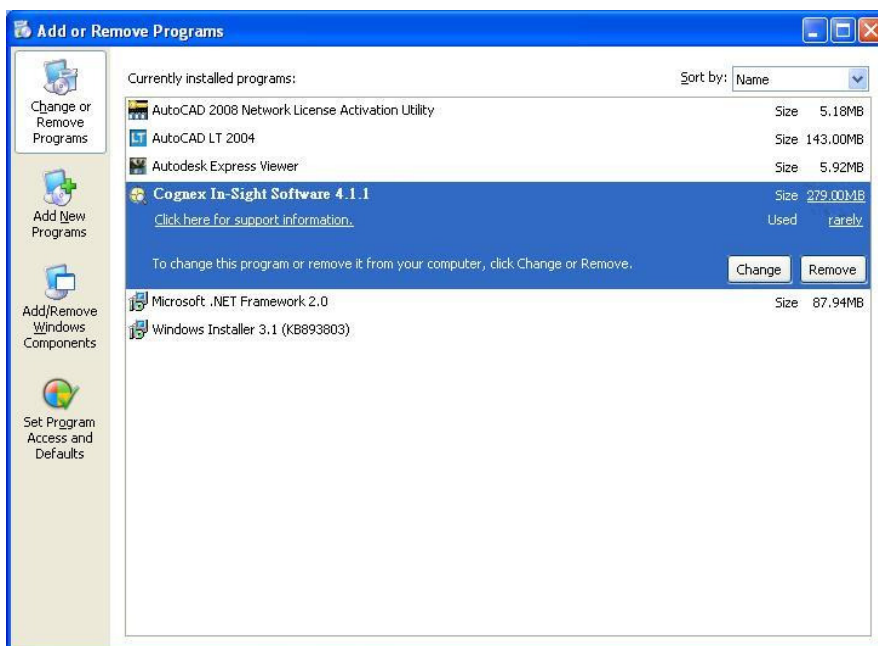 Add or Remove Programs
Change or
Remove
Programs
Add New
Programs
Add/Remove
Windows
Components
Set Program
Access and
Defaults
Currently installed programs:
Sort by: Name
AutoCAD 2008 Network License Activation Utility Size 5.18MB
LT AutoCAD LT 2004 Size 143.00MB
Autodesk Express Viewer Size 5.92MB
Cognex In-Sight Software 4.1.1 Size 279.00MB
Click here for support information. Used rarely
To change this program or remove it from your computer, click Change or Remove. Change Remove
Microsoft .NET Framework 2.0 Size 87.94MB
Windows Installer 3.1 (KB893803)